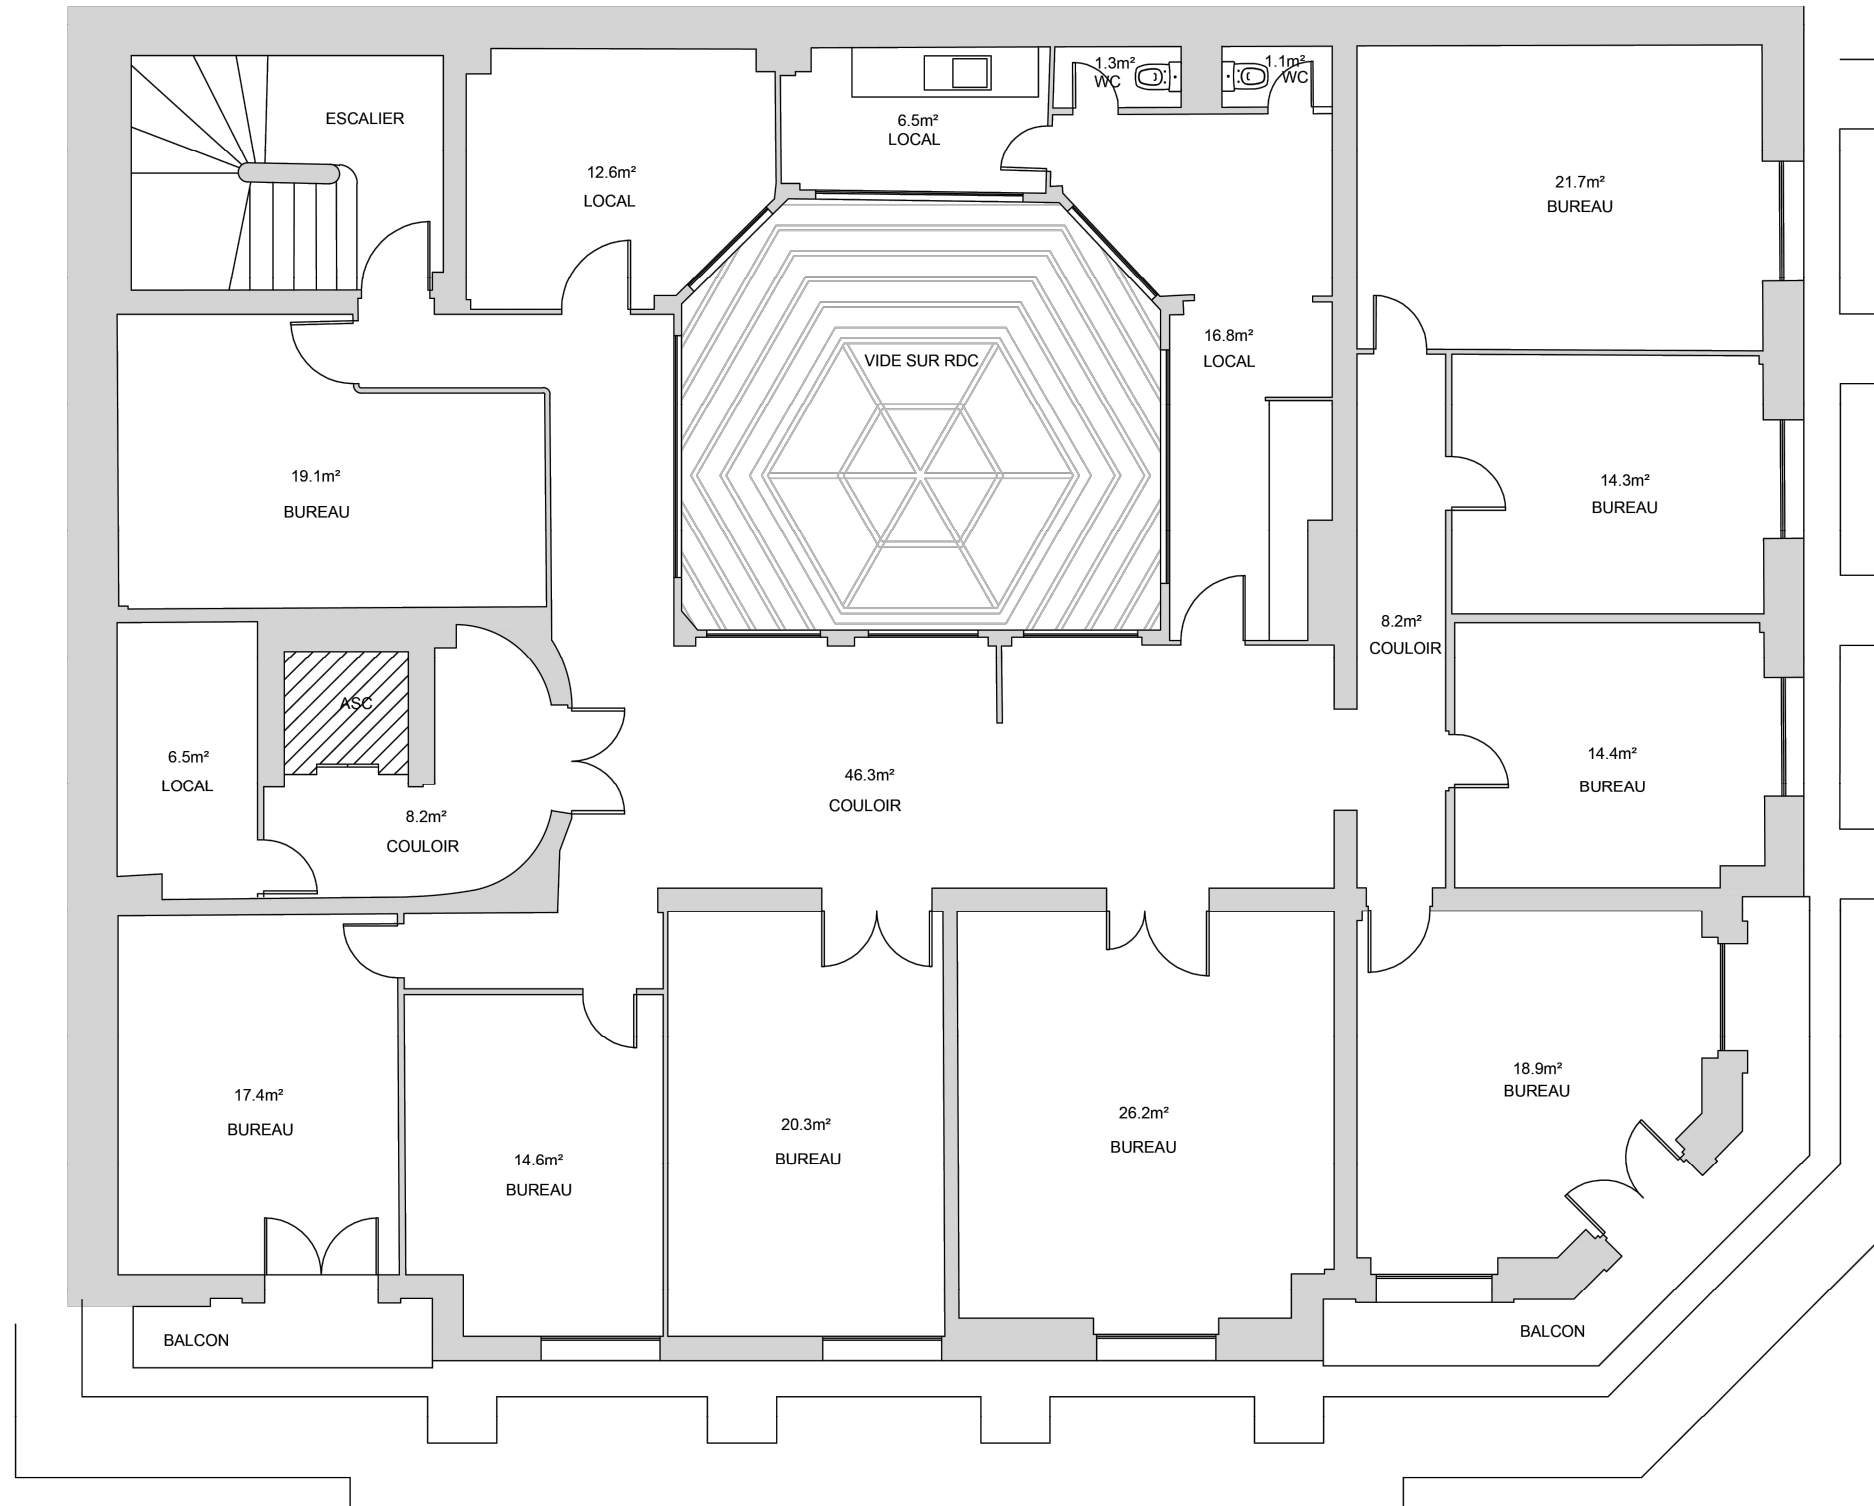 1.3m²
WC
1.1m²
WC
ESCALIER
6.5m²
LOCAL
12.6m²
LOCAL
21.7m²
BUREAU
16.8m²
LOCAL
VIDE SUR RDC
19.1m²
BUREAU
14.3m²
BUREAU
8.2m²
COULOIR
ASC
6.5m²
LOCAL
8.2m²
COULOIR
46.3m²
COULOIR
14.4m²
BUREAU
17.4m²
BUREAU
14.6m²
BUREAU
20.3m²
BUREAU
26.2m²
BUREAU
18.9m²
BUREAU
BALCON
BALCON